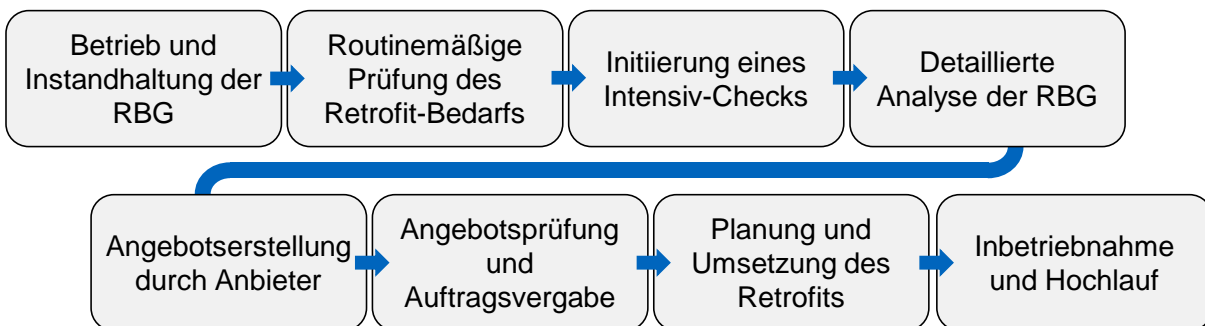 Betrieb und
Instandhaltung der
RBG
Routinemäßige
Prüfung des
Retrofit-Bedarfs
Initiierung eines
Intensiv-Checks
Detaillierte
Analyse der RBG
Angebotserstellung
durch Anbieter
Angebotsprüfung
und
Auftragsvergabe
Planung und
Umsetzung des
Retrofits
Inbetriebnahme
und Hochlauf